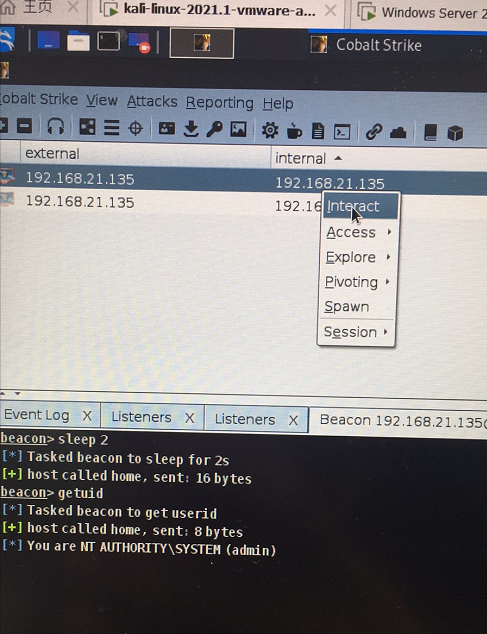 主页
kali-linux-2021.1-vmware-a...
Windows Server 2
Cobalt Strike
obalt Strike View Attacks Reporting Help
external
internal
192.168.21.135
192.168.21.135
192.168.21.135
192.16
Interact
Access
Explore
Pivoting
Spawn
Session
Event Log X
Listeners X
Listeners X
Beacon 192.168.21.135
beacon> sleep 2
[*] Tasked beacon to sleep for 2s
[+] host called home, sent: 16 bytes
beacon> getuid
[*] Tasked beacon to get userid
[+] host called home, sent: 8 bytes
[*] You are NT AUTHORITY\SYSTEM (admin)